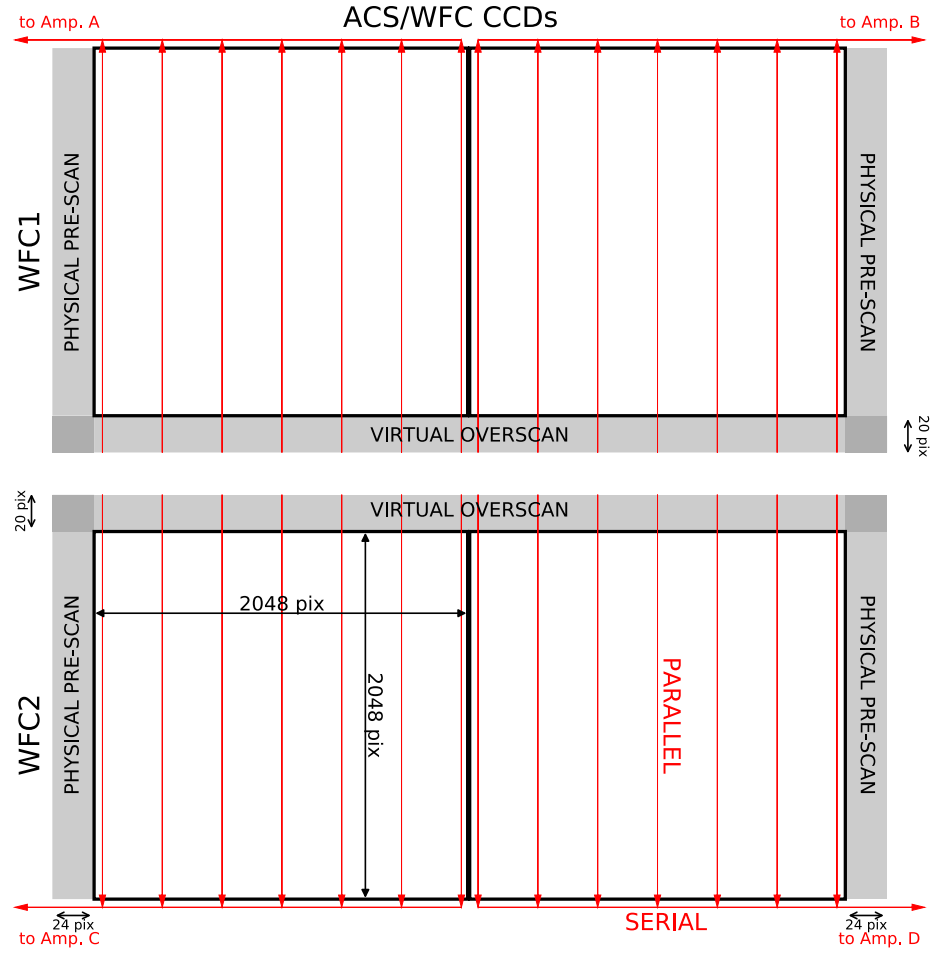 ACS/WFC CCDs
to Amp. A
to Amp. B
WFC1
PHYSICAL PRE-SCAN
PHYSICAL PRE-SCAN
VIRTUAL OVERSCAN
20 pix
20 pix
VIRTUAL OVERSCAN
WFC2
PHYSICAL PRE-SCAN
2048 pix
2048 pix
PARALLEL
PHYSICAL PRE-SCAN
24 pix
SERIAL
24 pix
to Amp. C
to Amp. D